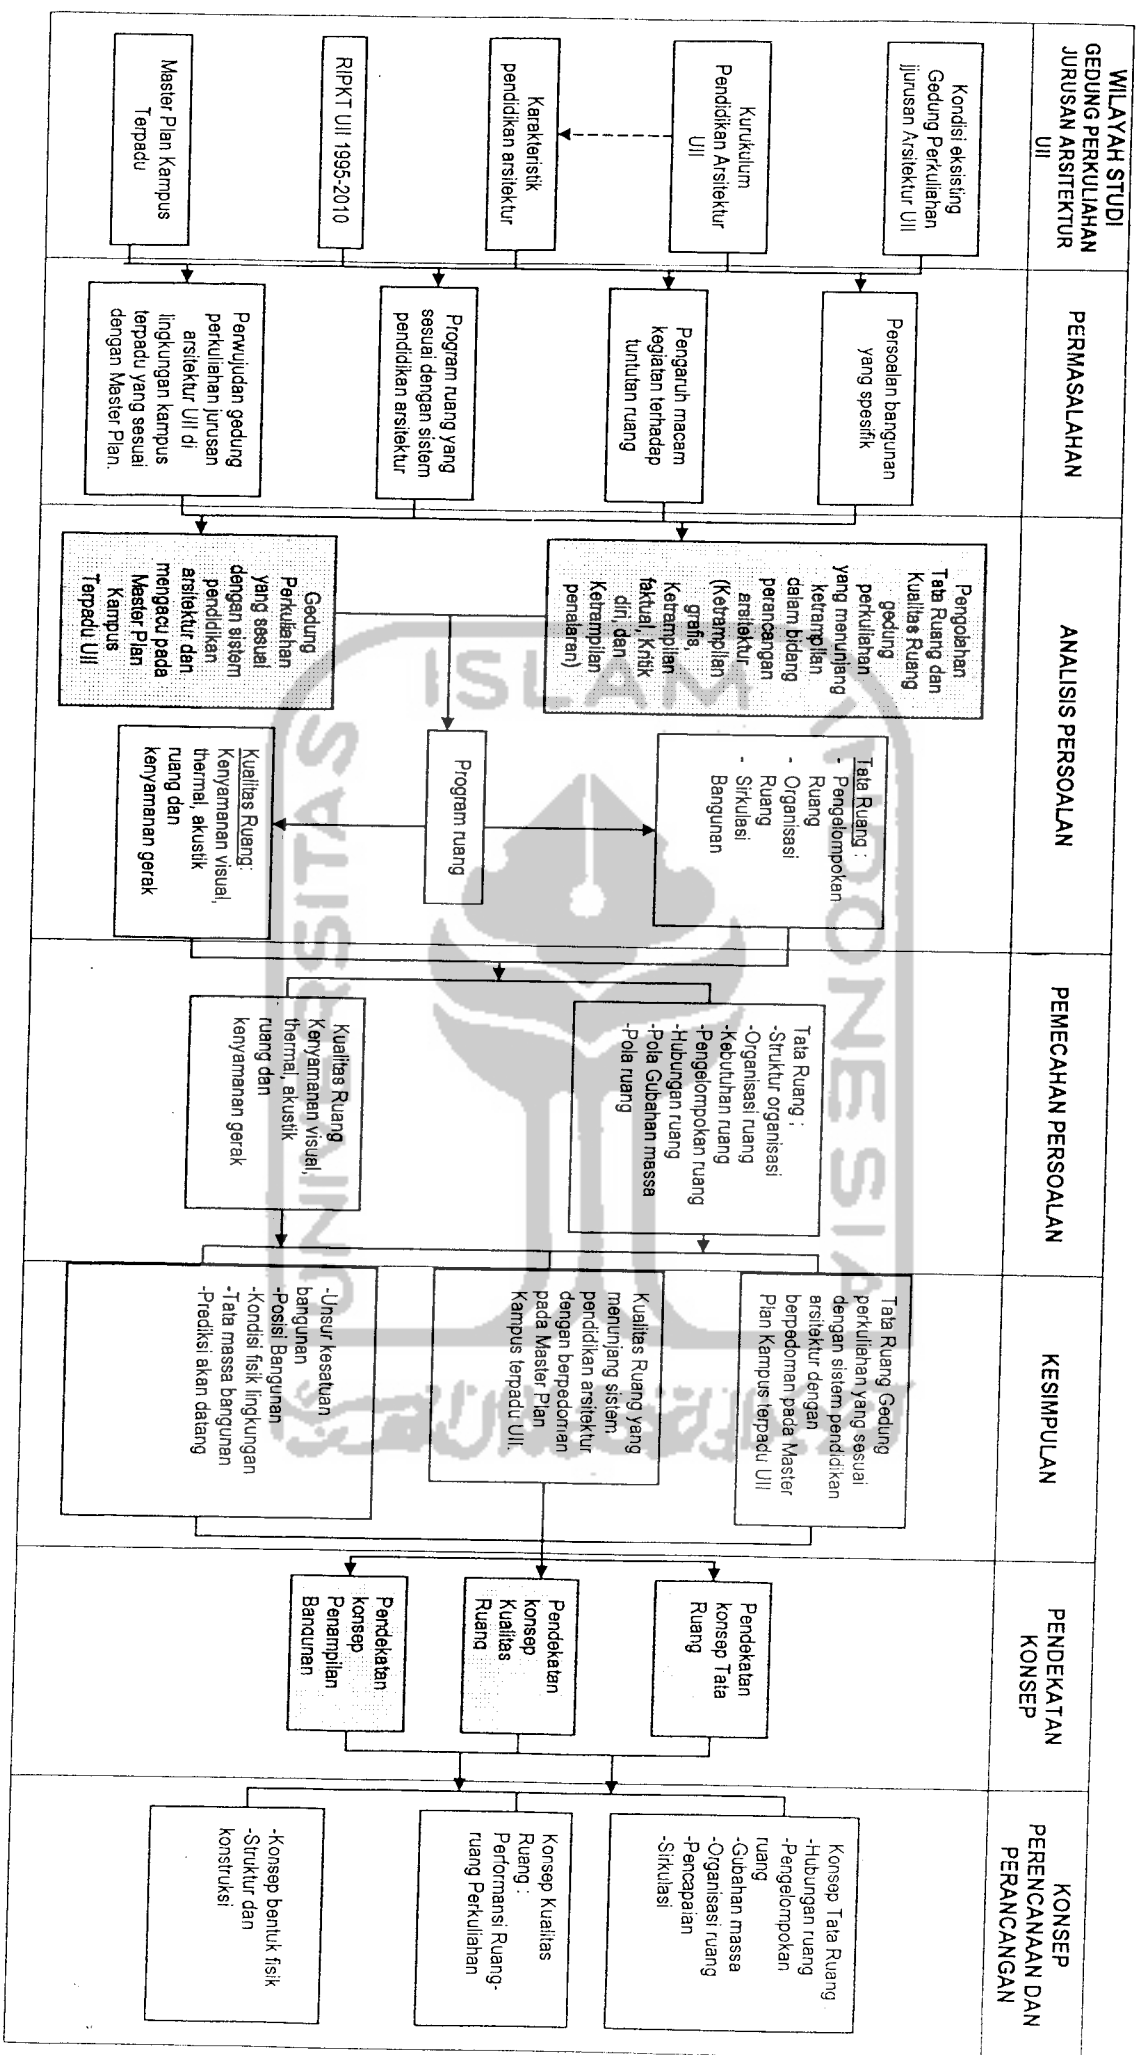 WILAYAH STUDI
GEDUNG PERKULIAHAN
JURUSAN ARSITEKTUR
UII
Kondisi eksisting
Gedung Perkuliahan
jjurusan Arsitektur UII
Kurukulum
Pendidikan Arsitektur
UII
Karakteristik
pendidikan arsitektur
RIPKT UII 1995-2010
Master Plan Kampus
Terpadu
PERMASALAHAN
Persoalan bangunan
yang spesifik
Pengaruh macam
kegiatan terhadap
tuntutan ruang
Program ruang yang
sesuai dengan sistem
pendidikan arsitektur
Perwujudan gedung
perkuliahan jurusan
arsitektur UII di
lingkungan kampus
terpadu yang sesuai
dengan Master Plan.
ANALISIS PERSOALAN
Pengolahan
Tata Ruang dan
Kualitas Ruang
gedung
perkuliahan
yang menunjang
ketrampilan
dalam bidang
perancangan
arsitektur
(Ketrampilan
grafis,
Ketrampilan
faktual, Kritik
diri, dan
Ketrampilan
penalaran)
Gedung
Perkuliahan
yang sesuai
dengan sistem
pendidikan
arsitektur dan
mengacu pada
Master Plan
Kampus
Terpadu UII
Tata Ruang :
- Pengelompokan
Ruang
- Organisasi
Ruang
- Sirkulasi
Bangunan
Program ruang
Kualitas Ruang:
Kenyamanan visual,
thermal, akustik
ruang dan
kenyamanan gerak
PEMECAHAN PERSOALAN
Tata Ruang :
-Struktur organisasi
-Organisasi ruang
-Kebutuhan ruang
-Pengelompokan ruang
-Hubungan ruang
-Pola Gubahan massa
-Pola ruang
Kualitas Ruang
Kenyamanan visual,
thermal, akustik
ruang dan
kenyamanan gerak
KESIMPULAN
Tata Ruang Gedung
perkuliahan yang sesuai
dengan sistem pendidikan
arsitektur dengan
berpedoman pada Master
Plan Kampus terpadu UII
Kualitas Ruang yang
menunjang sistem
pendidikan arsitektur
dengan berpedoman
pada Master Plan
Kampus terpadu UII.
-Unsur kesatuan
bangunan
-Posisi Bangunan
-Kondisi fisik lingkungan
-Tata massa bangunan
-Prediksi akan datang
PENDEKATAN
KONSEP
Pendekatan
konsep Tata
Ruang
Pendekatan
konsep
Kualitas
Ruang
Pendekatan
konsep
Penampilan
Bangunan
KONSEP
PERENCANAAN DAN
PERANCANGAN
Konsep Tata Ruang
-Hubungan ruang
-Pengelompokan
ruang
-Gubahan massa
-Organisasi ruang
-Pencapaian
-Sirkulasi
Konsep Kualitas
Ruang :
Performansi Ruang-
ruang Perkuliahan
-Konsep bentuk fisik
-Struktur dan
konstruksi
UNIVERSITAS ISLAM INDONESIA